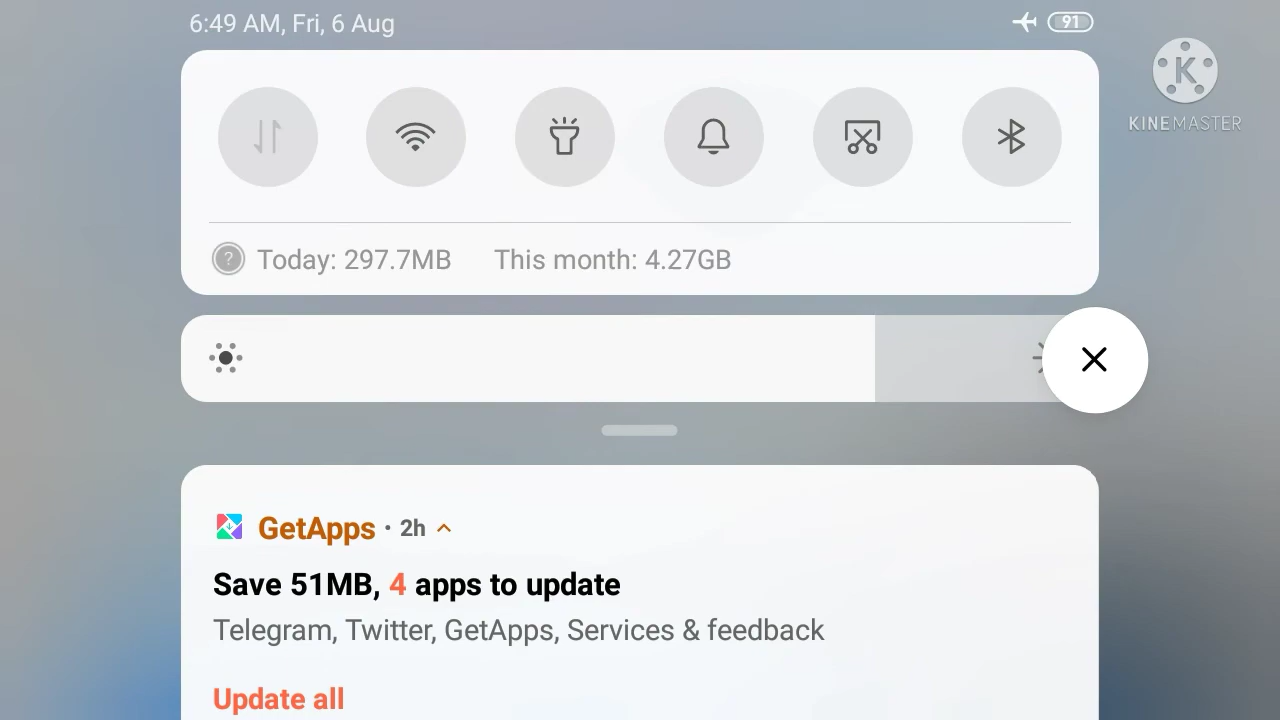 6:49 AM, Fri, 6 Aug
91
K
KINEMASTER
? Today: 297.7MB This month: 4.27GB
GetApps · 2h
Save 51MB, 4 apps to update
Telegram, Twitter, GetApps, Services & feedback
Update all